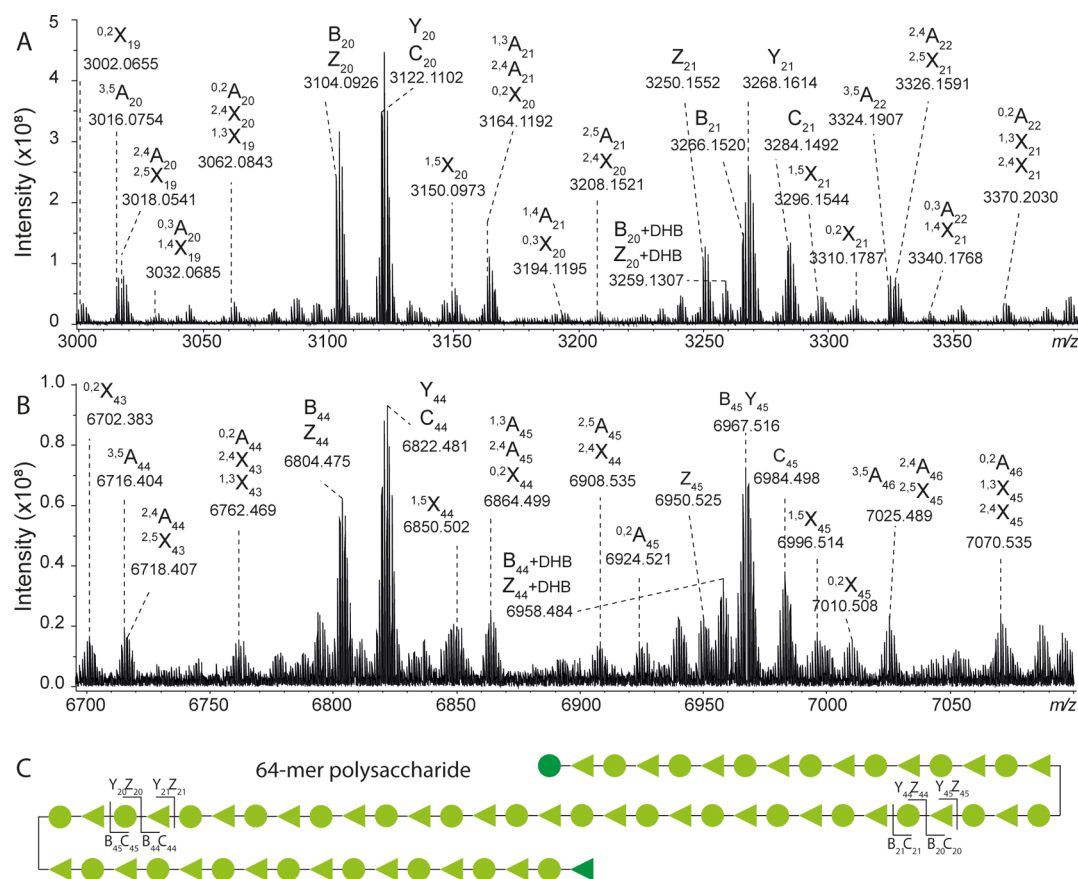 A
Intensity (x10⁸)
5
4
3
2
1
0
⁰,²X₁₉
3002.0655
³,⁵A₂₀
3016.0754
²,⁴A₂₀
²,⁵X₁₉
3018.0541
⁰,³A₂₀
¹,⁴X₁₉
3032.0685
⁰,²A₂₀
²,⁴X₂₀
¹,³X₁₉
3062.0843
B₂₀
Z₂₀
3104.0926
Y₂₀
C₂₀
3122.1102
¹,⁵X₂₀
3150.0973
¹,³A₂₁
²,⁴A₂₁
⁰,²X₂₀
3164.1192
¹,⁴A₂₁
⁰,³X₂₀
3194.1195
²,⁵A₂₁
²,⁴X₂₀
3208.1521
B₂₀+DHB
Z₂₀+DHB
3259.1307
Z₂₁
3250.1552
B₂₁
3266.1520
Y₂₁
3268.1614
C₂₁
3284.1492
¹,⁵X₂₁
3296.1544
⁰,²X₂₁
3310.1787
³,⁵A₂₂
3324.1907
²,⁴A₂₂
²,⁵X₂₁
3326.1591
⁰,³A₂₂
¹,⁴X₂₁
3340.1768
⁰,²A₂₂
¹,³X₂₁
²,⁴X₂₁
3370.2030
3000 3050 3100 3150 3200 3250 3300 3350 m/z
B
Intensity (x10⁸)
1.0
0.8
0.6
0.4
0.2
0.0
⁰,²X₄₃
6702.383
³,⁵A₄₄
6716.404
²,⁴A₄₄
²,⁵X₄₃
6718.407
⁰,²A₄₄
²,⁴X₄₃
¹,³X₄₃
6762.469
B₄₄
Z₄₄
6804.475
Y₄₄
C₄₄
6822.481
¹,⁵X₄₄
6850.502
¹,³A₄₅
²,⁴A₄₅
⁰,²X₄₄
6864.499
²,⁵A₄₅
²,⁴X₄₄
6908.535
⁰,²A₄₅
6924.521
B₄₄+DHB
Z₄₄+DHB
6958.484
Z₄₅
6950.525
B₄₅Y₄₅
6967.516
C₄₅
6984.498
¹,⁵X₄₅
6996.514
⁰,²X₄₅
7010.508
³,⁵A₄₆ ²,⁴A₄₆
²,⁵X₄₅
7025.489
⁰,²A₄₆
¹,³X₄₅
²,⁴X₄₅
7070.535
6700 6750 6800 6850 6900 6950 7000 7050 m/z
C
64-mer polysaccharide
Y₂₀Z₂₀ Y₂₁Z₂₁
B₄₅C₄₅ B₄₄C₄₄
Y₄₄Z₄₄ Y₄₅Z₄₅
B₂₁C₂₁ B₂₀C₂₀